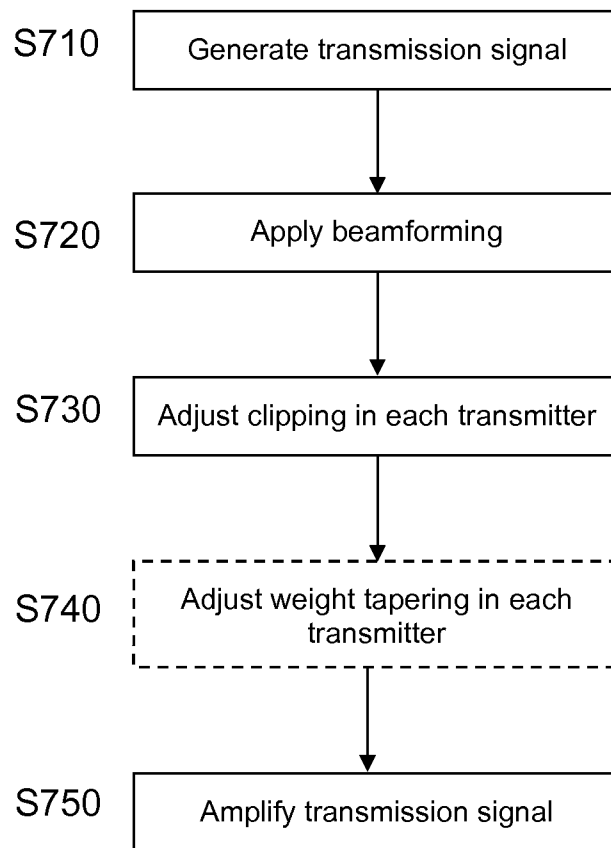 S710
Generate transmission signal
S720
Apply beamforming
S730
Adjust clipping in each transmitter
S740
Adjust weight tapering in each
transmitter
S750
Amplify transmission signal